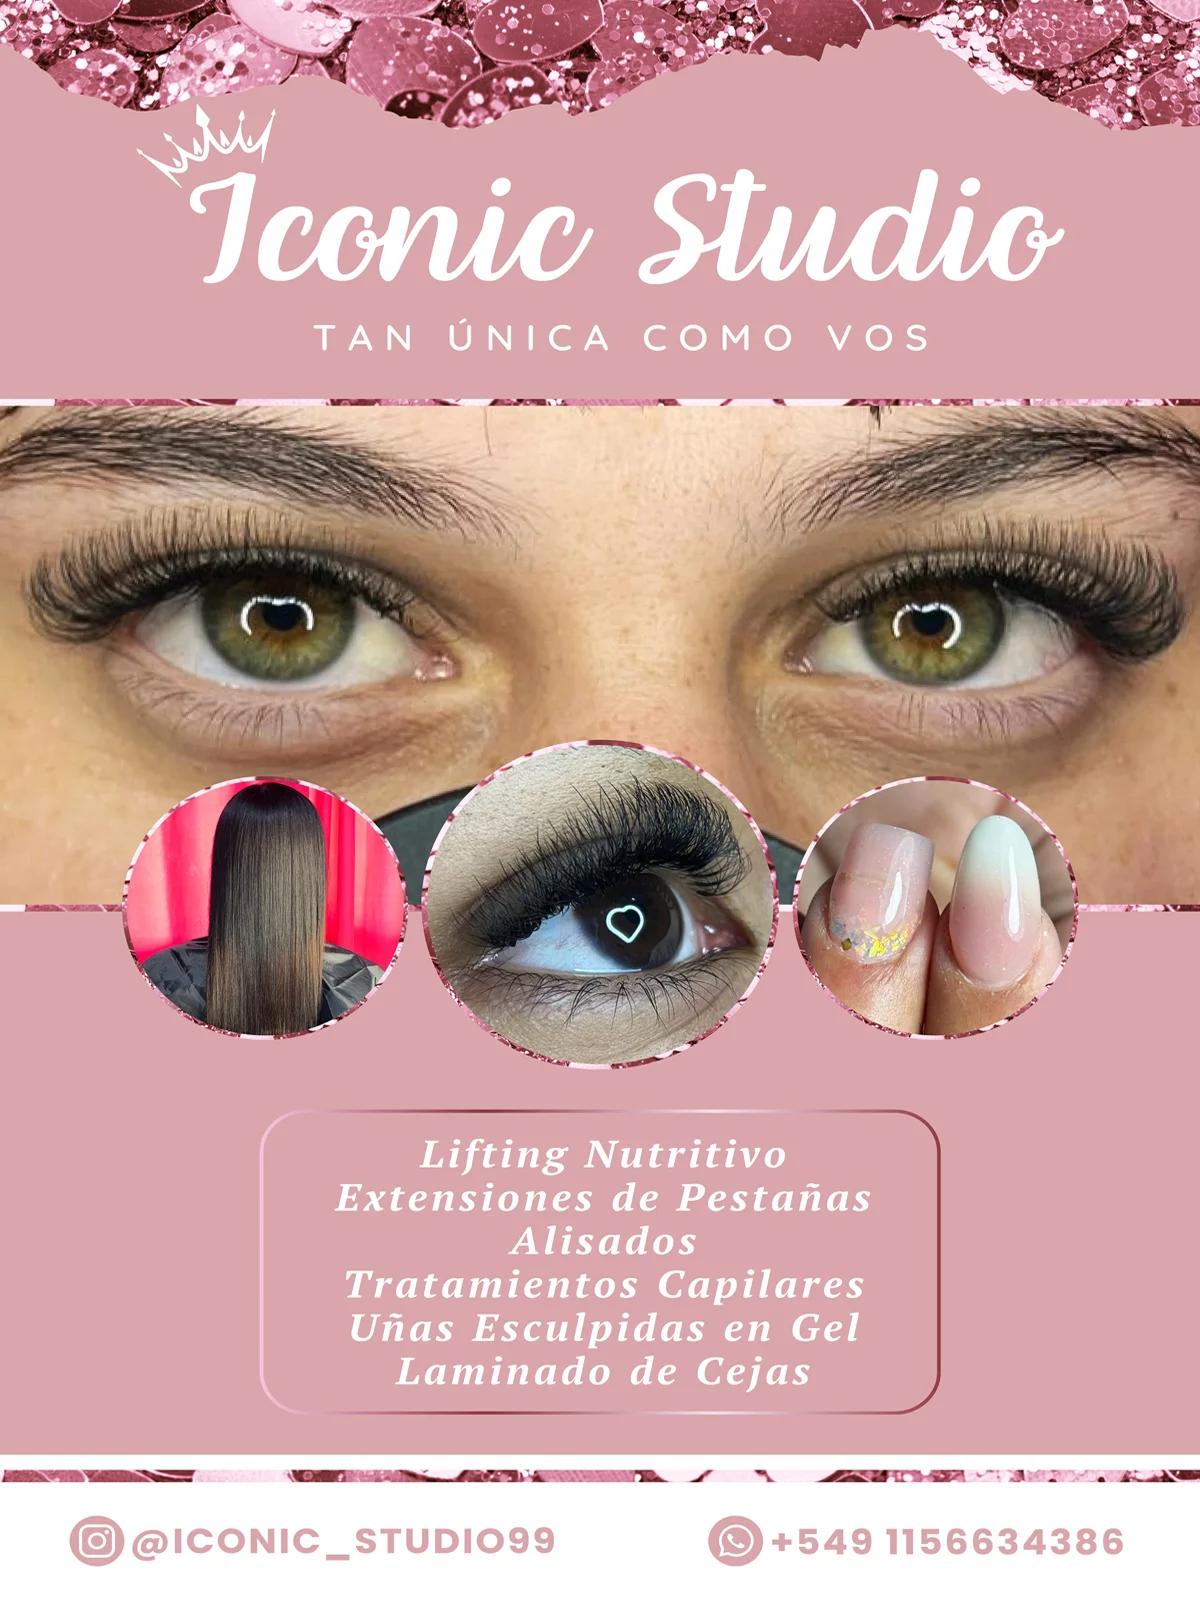 Iconic Studio
TAN ÚNICA COMO VOS
Lifting Nutritivo
Extensiones de Pestañas
Alisados
Tratamientos Capilares
Uñas Esculpidas en Gel
Laminado de Cejas
@ICONIC_STUDIO99
+549 1156634386